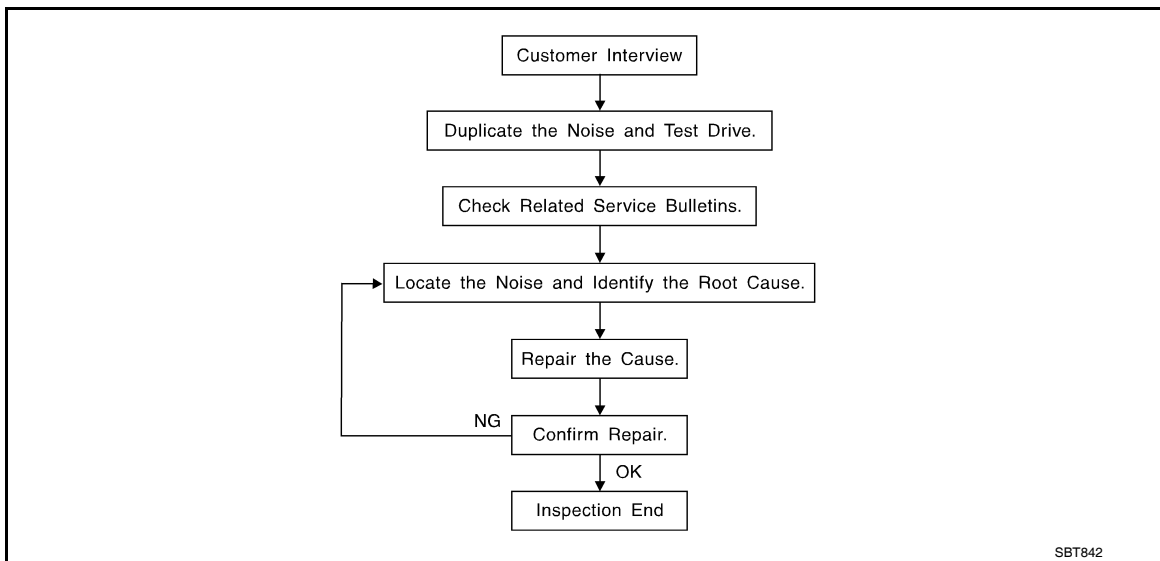 Customer Interview
Duplicate the Noise and Test Drive.
Check Related Service Bulletins.
Locate the Noise and Identify the Root Cause.
Repair the Cause.
NG
Confirm Repair.
OK
Inspection End
SBT842